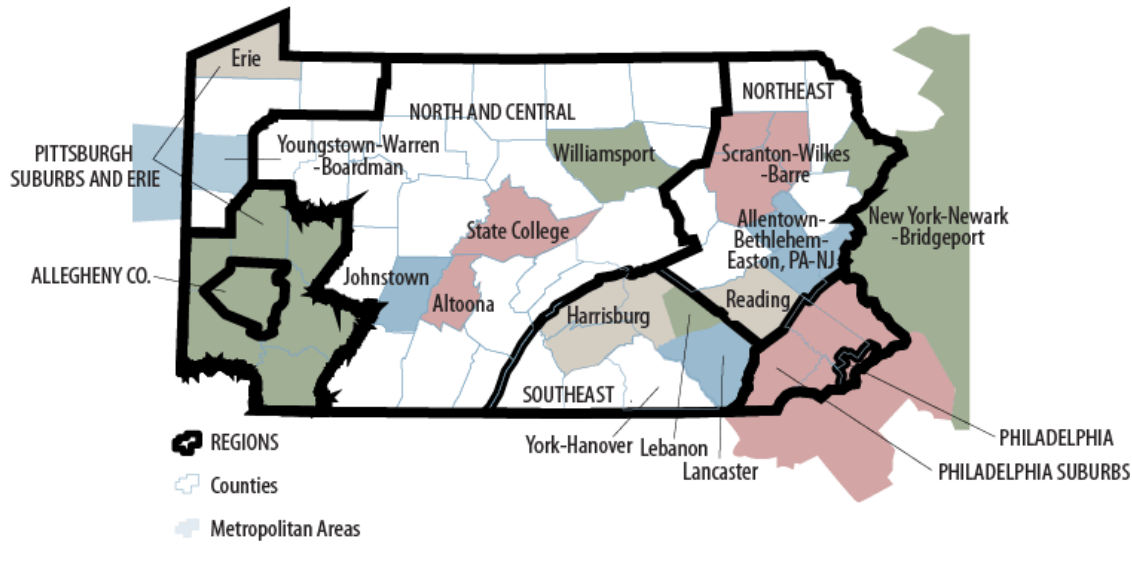 Erie
NORTHEAST
NORTH AND CENTRAL
PITTSBURGH
SUBURBS AND ERIE
Youngstown-Warren
-Boardman
Williamsport
Scranton-Wilkes
-Barre
State College
Allentown-
Bethlehem-
Easton, PA-NJ
New York-Newark
-Bridgeport
ALLEGHENY CO.
Johnstown
Altoona
Harrisburg
Reading
SOUTHEAST
York-Hanover
Lebanon
Lancaster
PHILADELPHIA
PHILADELPHIA SUBURBS
REGIONS
Counties
Metropolitan Areas